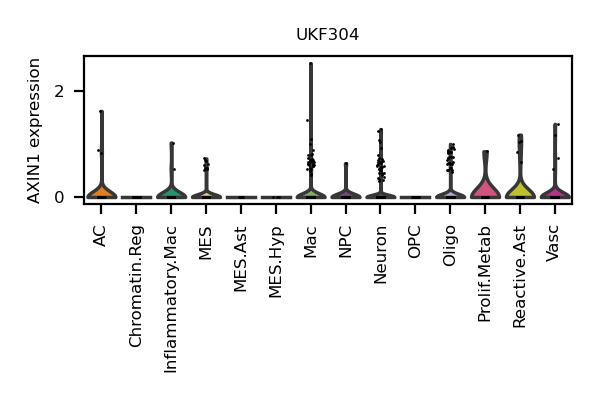 UKF304
AXIN1 expression
2
0
AC
Chromatin.Reg
Inflammatory.Mac
MES
MES.Ast
MES.Hyp
Mac
NPC
Neuron
OPC
Oligo
Prolif.Metab
Reactive.Ast
Vasc